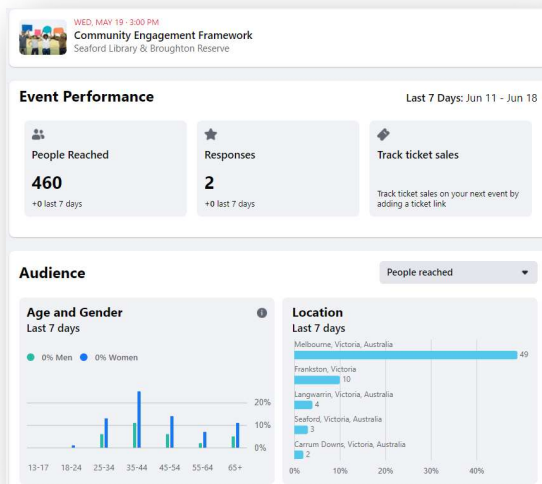 WED, MAY 19 · 3:00 PM
Community Engagement Framework
Seaford Library & Broughton Reserve
Event Performance
Last 7 Days: Jun 11 - Jun 18
People Reached
460
+0 last 7 days
Responses
2
+0 last 7 days
Track ticket sales
Track ticket sales on your next event by
adding a ticket link
Audience
People reached
Age and Gender
Last 7 days
0% Men
0% Women
20%
10%
0%
13-17 18-24 25-34 35-44 45-54 55-64 65+
Location
Last 7 days
Melbourne, Victoria, Australia
49
Frankston, Victoria
10
Langwarrin, Victoria, Australia
4
Seaford, Victoria, Australia
3
Carrum Downs, Victoria, Australia
2
0% 10% 20% 30% 40%